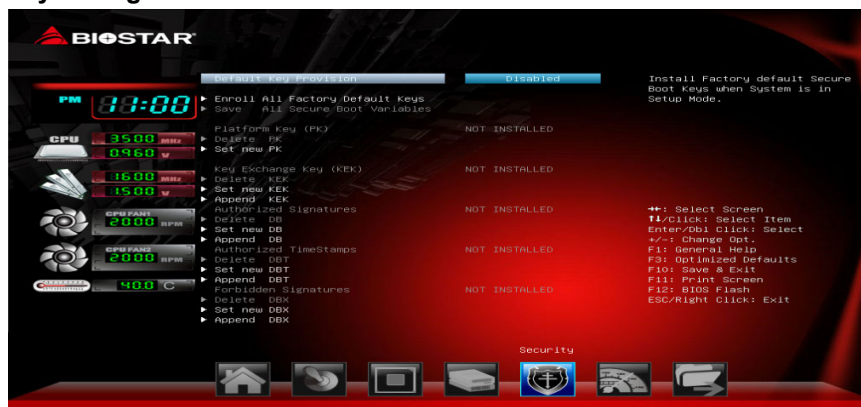 BIOSTAR
Default Key Provision Disabled
Enroll All Factory Default Keys
Save All Secure Boot Variables
Platform Key (PK) NOT INSTALLED
Delete PK
Set new PK
Key Exchange Key (KEK) NOT INSTALLED
Delete KEK
Set new KEK
Append KEK
Authorized Signatures NOT INSTALLED
Delete DB
Set new DB
Append DB
Authorized TimeStamps NOT INSTALLED
Delete DBT
Set new DBT
Append DBT
Forbidden Signatures NOT INSTALLED
Delete DBX
Set new DBX
Append DBX
PM 11:00
CPU 3500 MHz
0.960 V
1600 MHz
1.500 V
CPU FAN1
2000 RPM
CPU FAN2
2000 RPM
40.0 C
Install Factory default Secure
Boot Keys when System is in
Setup Mode.
→←: Select Screen
↑↓/Click: Select Item
Enter/Dbl Click: Select
+/-: Change Opt.
F1: General Help
F3: Optimized Defaults
F10: Save & Exit
F11: Print Screen
F12: BIOS Flash
ESC/Right Click: Exit
Security